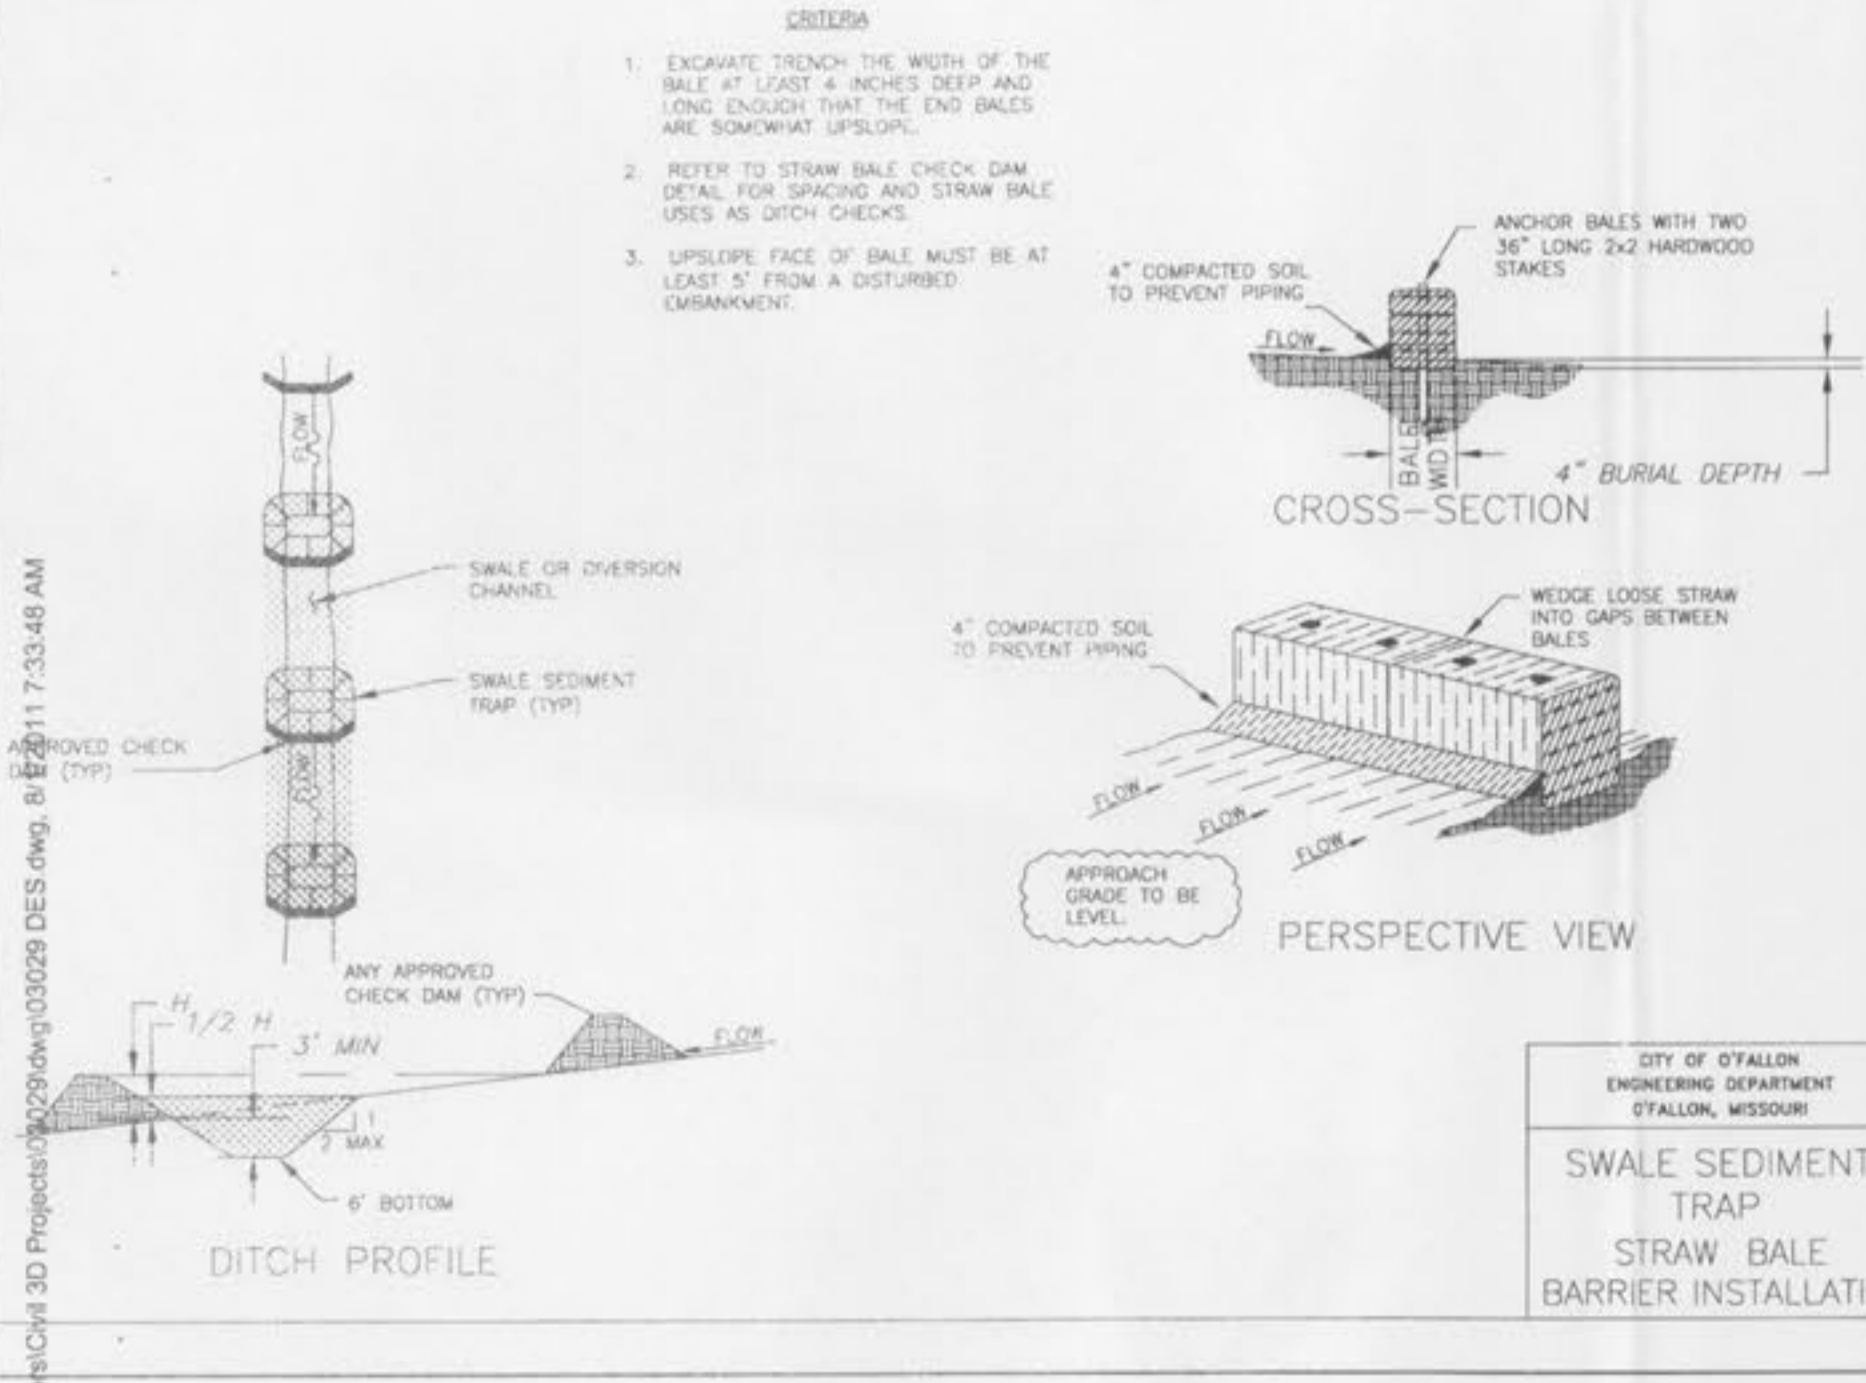 CRITERIA
1. EXCAVATE TRENCH THE WIDTH OF THE
BALE AT LEAST 4 INCHES DEEP AND
LONG ENOUGH THAT THE END BALES
ARE SOMEWHAT UPSLOPE.
2. REFER TO STRAW BALE CHECK DAM
DETAIL FOR SPACING AND STRAW BALE
USES AS DITCH CHECKS.
3. UPSLOPE FACE OF BALE MUST BE AT
LEAST 5' FROM A DISTURBED
EMBANKMENT.
ANCHOR BALES WITH TWO
36" LONG 2x2 HARDWOOD
STAKES
4" COMPACTED SOIL
TO PREVENT PIPING
FLOW
BALE
WIDTH
4" BURIAL DEPTH
CROSS-SECTION
FLOW
SWALE OR DIVERSION
CHANNEL
SWALE SEDIMENT
TRAP (TYP)
APPROVED CHECK
DAM (TYP)
FLOW
WEDGE LOOSE STRAW
INTO GAPS BETWEEN
BALES
4" COMPACTED SOIL
TO PREVENT PIPING
FLOW
FLOW
FLOW
APPROACH
GRADE TO BE
LEVEL.
PERSPECTIVE VIEW
ANY APPROVED
CHECK DAM (TYP)
H
1/2 H
3' MIN
FLOW
1
2 MAX
6' BOTTOM
DITCH PROFILE
CITY OF O'FALLON
ENGINEERING DEPARTMENT
O'FALLON, MISSOURI
SWALE SEDIMENT
TRAP
STRAW BALE
BARRIER INSTALLATI
rs\Civil 3D Projects\03029\dwg\03029 DES.dwg, 8/1/2011 7:33:48 AM